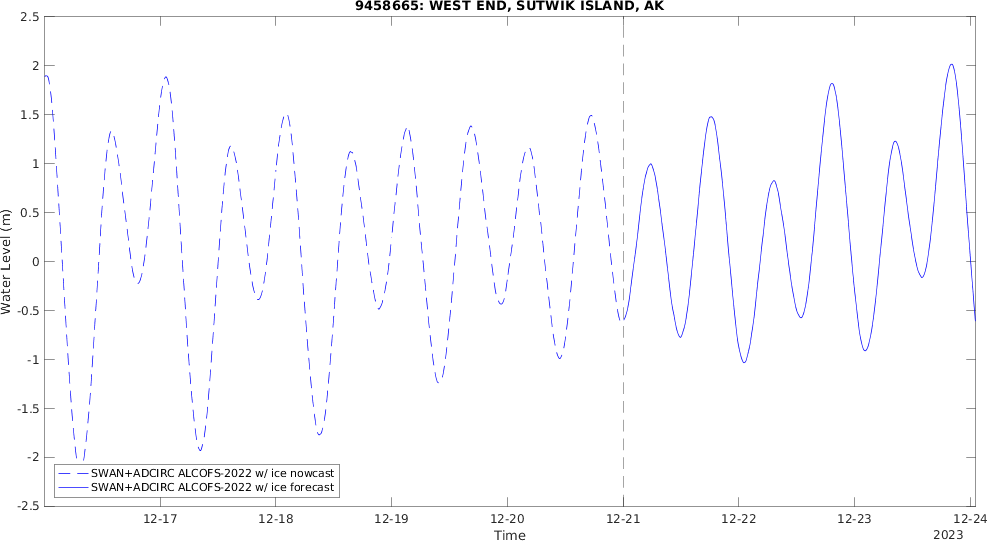 9458665: WEST END, SUTWIK ISLAND, AK
2.5
2
1.5
1
0.5
0
-0.5
-1
-1.5
-2
-2.5
Water Level (m)
SWAN+ADCIRC ALCOFS-2022 w/ ice nowcast
SWAN+ADCIRC ALCOFS-2022 w/ ice forecast
12-17 12-18 12-19 12-20 12-21 12-22 12-23 12-24
Time
2023